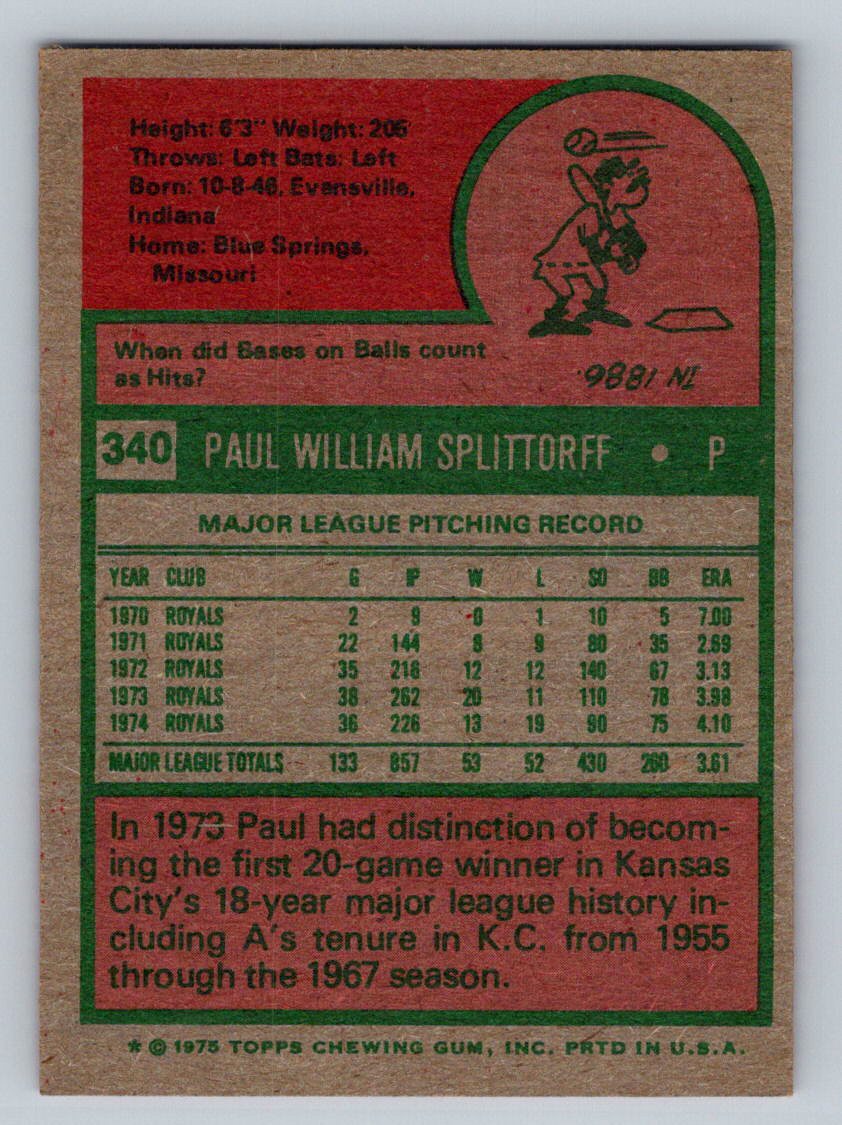 Height: 6'3" Weight: 205
Throws: Left Bats: Left
Born: 10-8-46, Evansville,
Indiana
Home: Blue Springs,
Missouri
When did Bases on Balls count
as Hits?
IN 1886.
340 PAUL WILLIAM SPLITTORFF • P
MAJOR LEAGUE PITCHING RECORD
YEAR CLUB G IP W L SO BB ERA
1970 ROYALS 2 9 0 1 10 5 7.00
1971 ROYALS 22 144 8 9 80 35 2.69
1972 ROYALS 35 216 12 12 140 67 3.13
1973 ROYALS 38 262 20 11 110 78 3.98
1974 ROYALS 36 226 13 19 90 75 4.10
MAJOR LEAGUE TOTALS 133 857 53 52 430 260 3.61
In 1973 Paul had distinction of becom-
ing the first 20-game winner in Kansas
City's 18-year major league history in-
cluding A's tenure in K.C. from 1955
through the 1967 season.
* © 1975 TOPPS CHEWING GUM, INC. PRTD IN U.S.A.